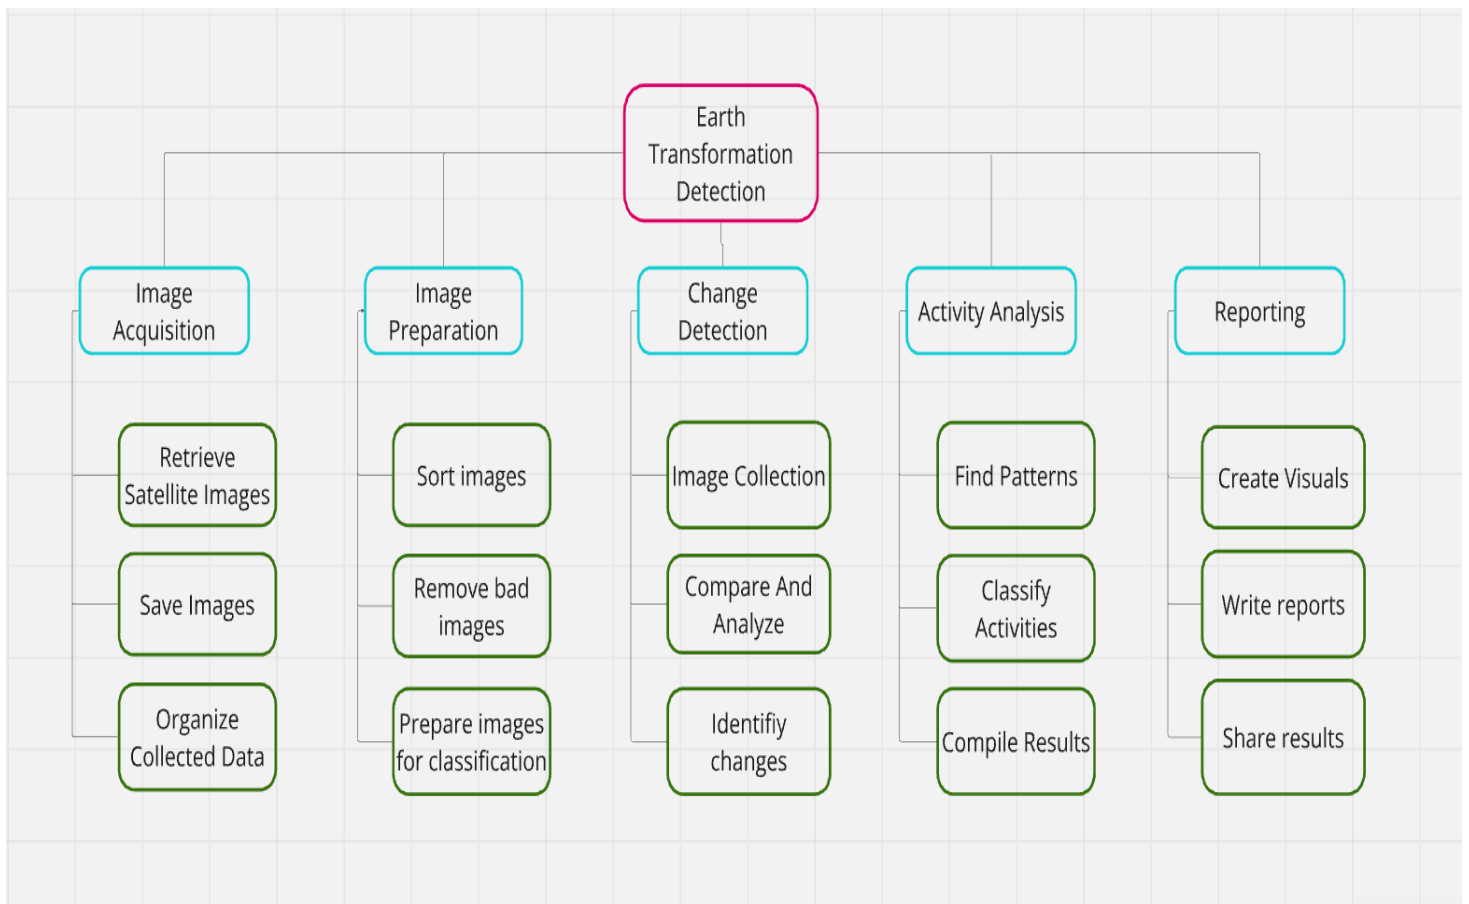 Earth
Transformation
Detection
Image
Acquisition
Image
Preparation
Change
Detection
Activity Analysis
Reporting
Retrieve
Satellite Images
Sort images
Image Collection
Find Patterns
Create Visuals
Save Images
Remove bad
images
Compare And
Analyze
Classify
Activities
Write reports
Organize
Collected Data
Prepare images
for classification
Identifiy
changes
Compile Results
Share results